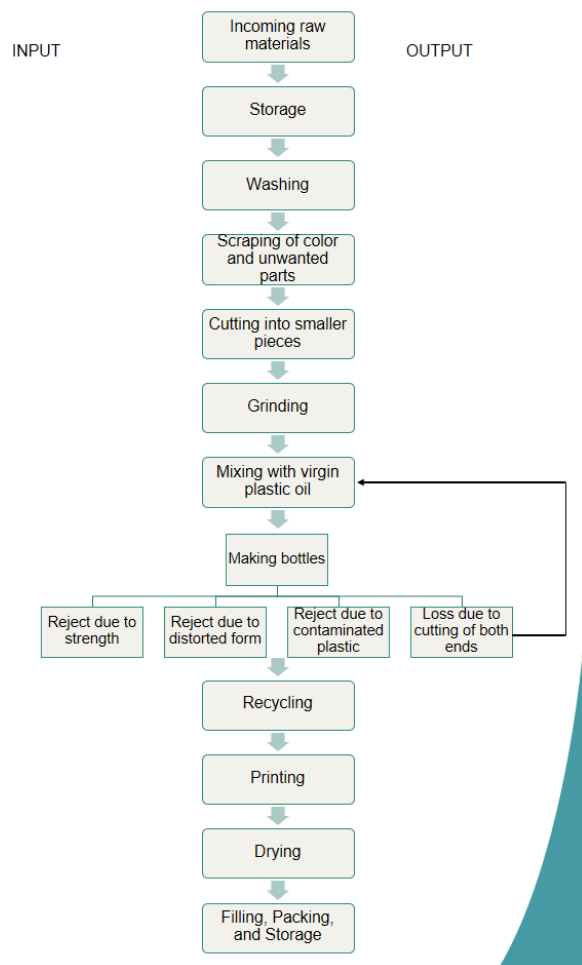 Incoming raw
materials
INPUT
OUTPUT
Storage
Washing
Scraping of color
and unwanted
parts
Cutting into smaller
pieces
Grinding
Mixing with virgin
plastic oil
Making bottles
Reject due to
strength
Reject due to
distorted form
Reject due to
contaminated
plastic
Loss due to
cutting of both
ends
Recycling
Printing
Drying
Filling, Packing,
and Storage